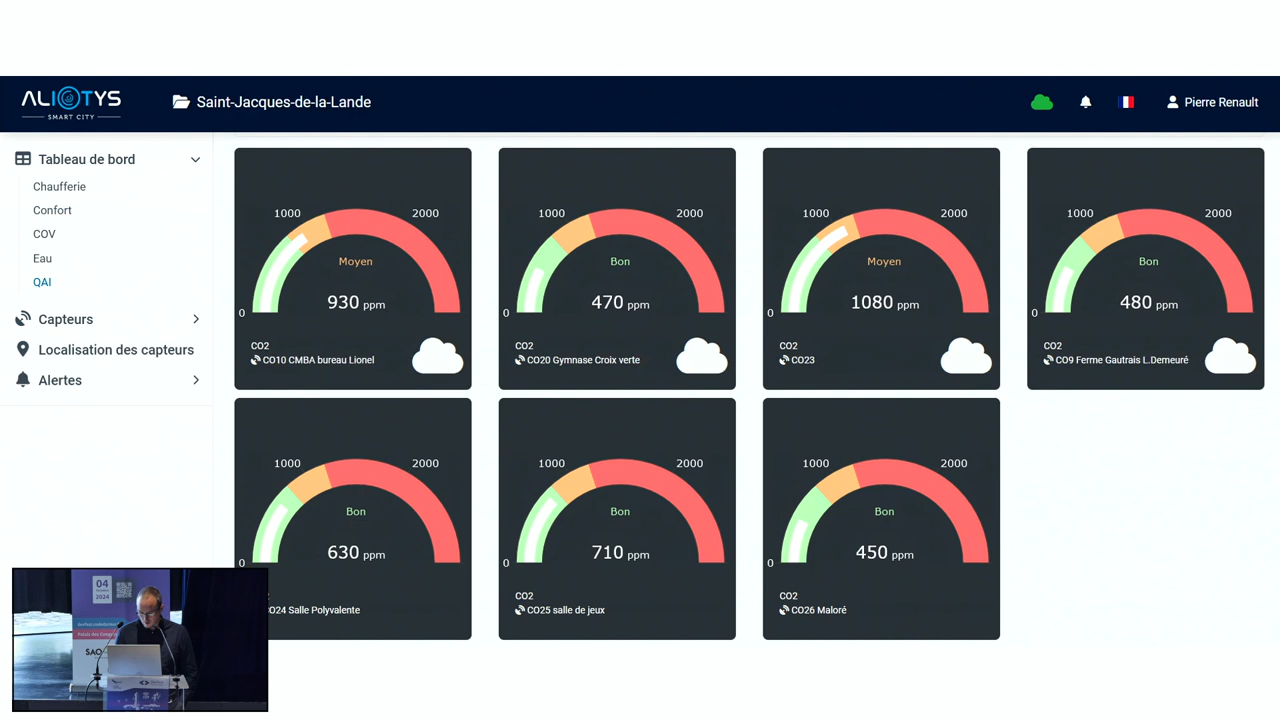 ALIOTYS
SMART CITY
Saint-Jacques-de-la-Lande
Pierre Renault
Tableau de bord
Chaufferie
Confort
COV
Eau
QAI
Capteurs
Localisation des capteurs
Alertes
1000
2000
Moyen
930 ppm
0
CO2
CO10 CMBA bureau Lionel
1000
2000
Bon
470 ppm
0
CO2
CO20 Gymnase Croix verte
1000
2000
Moyen
1080 ppm
0
CO2
CO23
1000
2000
Bon
480 ppm
0
CO2
CO9 Ferme Gautrais L.Demeuré
1000
2000
Bon
630 ppm
0
CO24 Salle Polyvalente
1000
2000
Bon
710 ppm
0
CO2
CO25 salle de jeux
1000
2000
Bon
450 ppm
0
CO2
CO26 Maloré
04
2024